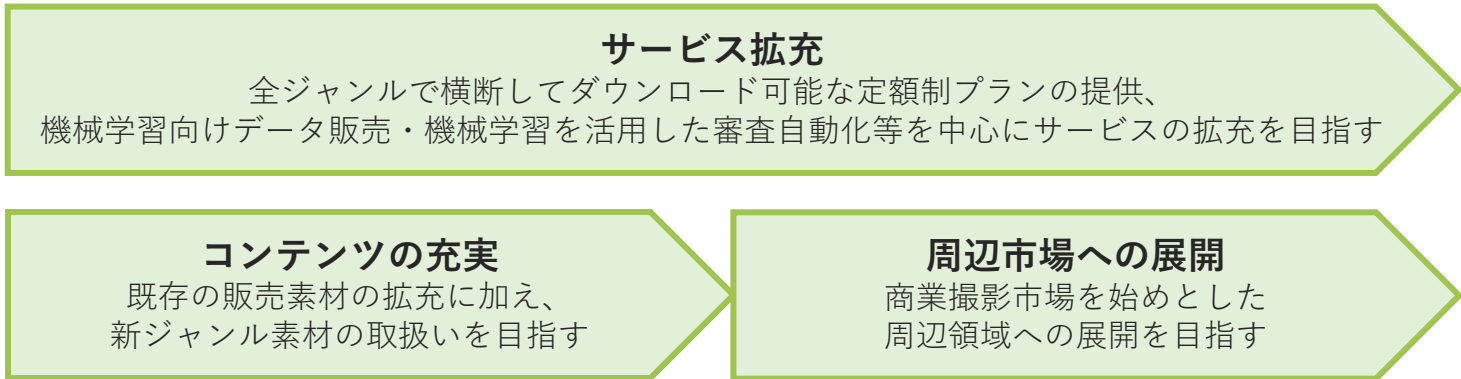 サービス拡充
全ジャンルで横断してダウンロード可能な定額制プランの提供、
機械学習向けデータ販売・機械学習を活用した審査自動化等を中心にサービスの拡充を目指す
コンテンツの充実
既存の販売素材の拡充に加え、
新ジャンル素材の取扱いを目指す
周辺市場への展開
商業撮影市場を始めとした
周辺領域への展開を目指す